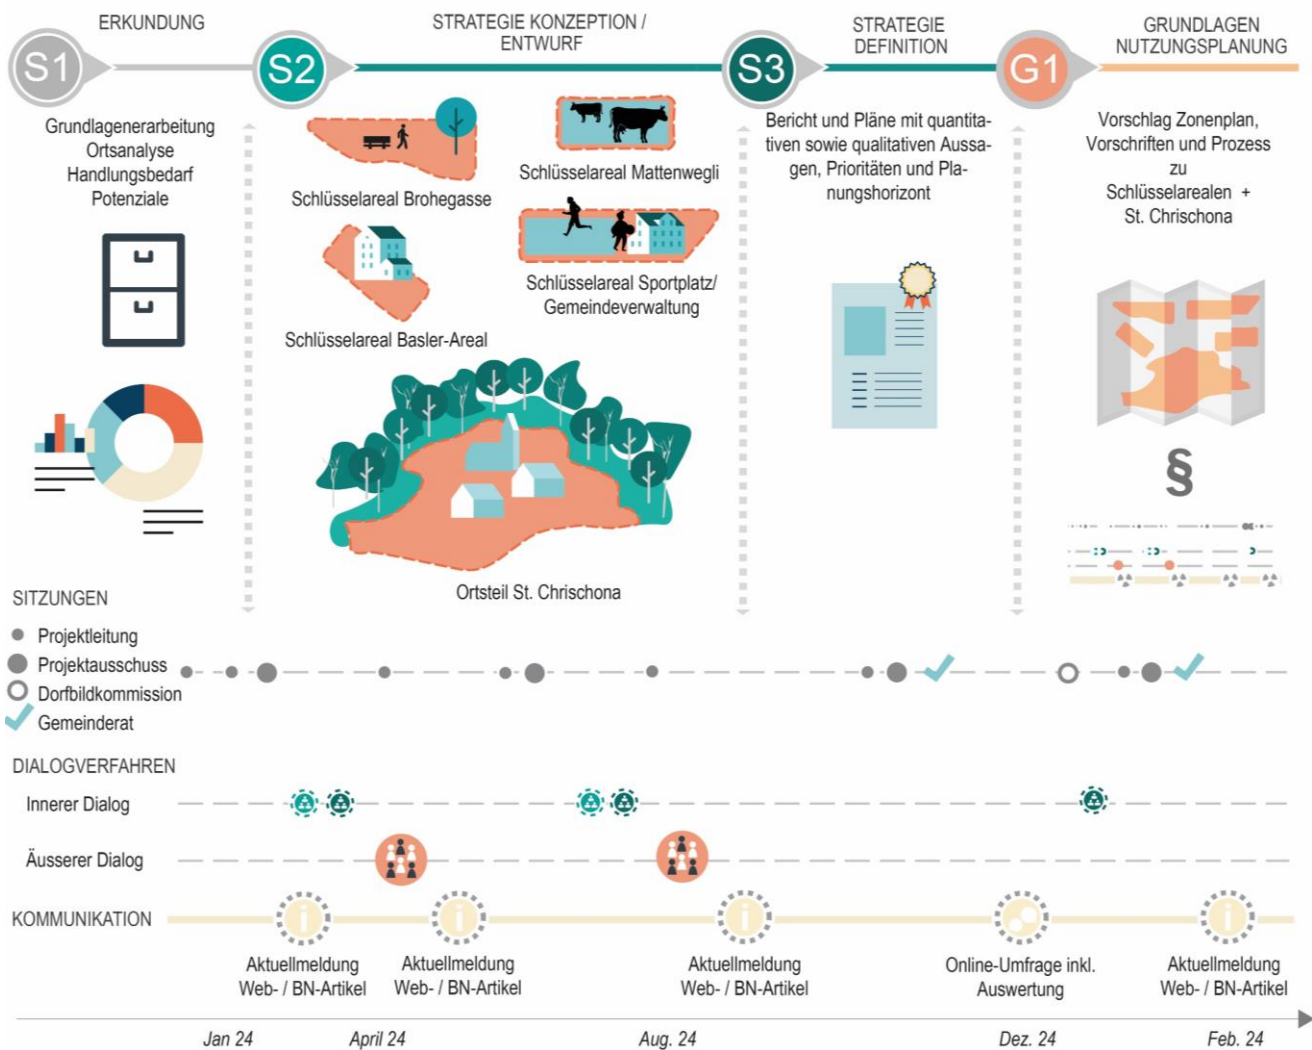 ERKUNDUNG
S1
Grundlagenerarbeitung
Ortsanalyse
Handlungsbedarf
Potenziale
STRATEGIE KONZEPTION /
ENTWURF
S2
Schlüsselareal Brohegasse
Schlüsselareal Mattenwegli
Schlüsselareal Basler-Areal
Schlüsselareal Sportplatz/
Gemeindeverwaltung
Ortsteil St. Chrischona
STRATEGIE
DEFINITION
S3
Bericht und Pläne mit quantita-
tiven sowie qualitativen Aussa-
gen, Prioritäten und Pla-
nungshorizont
GRUNDLAGEN
NUTZUNGSPLANUNG
G1
Vorschlag Zonenplan,
Vorschriften und Prozess
zu
Schlüsselarealen +
St. Chrischona
§
SITZUNGEN
Projektleitung
Projektausschuss
Dorfbildkommission
Gemeinderat
DIALOGVERFAHREN
Innerer Dialog
Äusserer Dialog
KOMMUNIKATION
i
i
i
i
Aktuellmeldung
Web- / BN-Artikel
Aktuellmeldung
Web- / BN-Artikel
Aktuellmeldung
Web- / BN-Artikel
Online-Umfrage inkl.
Auswertung
Aktuellmeldung
Web- / BN-Artikel
Jan 24
April 24
Aug. 24
Dez. 24
Feb. 24